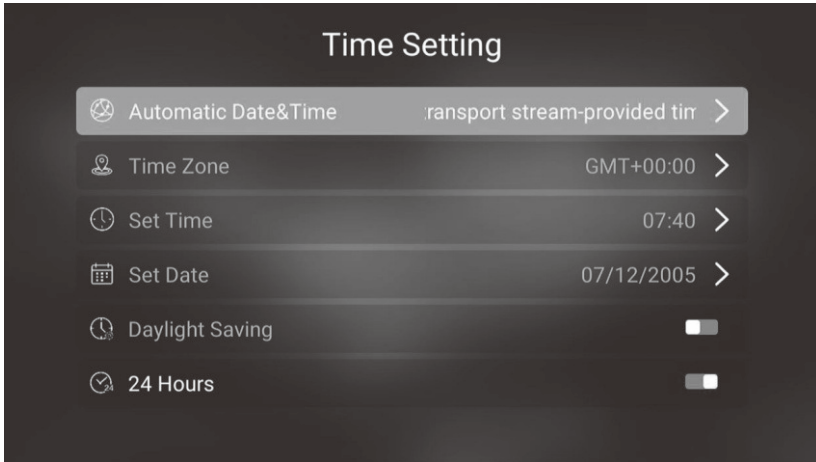 Time Setting
Automatic Date&Time ransport stream-provided
Time Zone GMT+00:00
Set Time 07:40
Set Date 07/12/2005
Daylight Saving
24 Hours